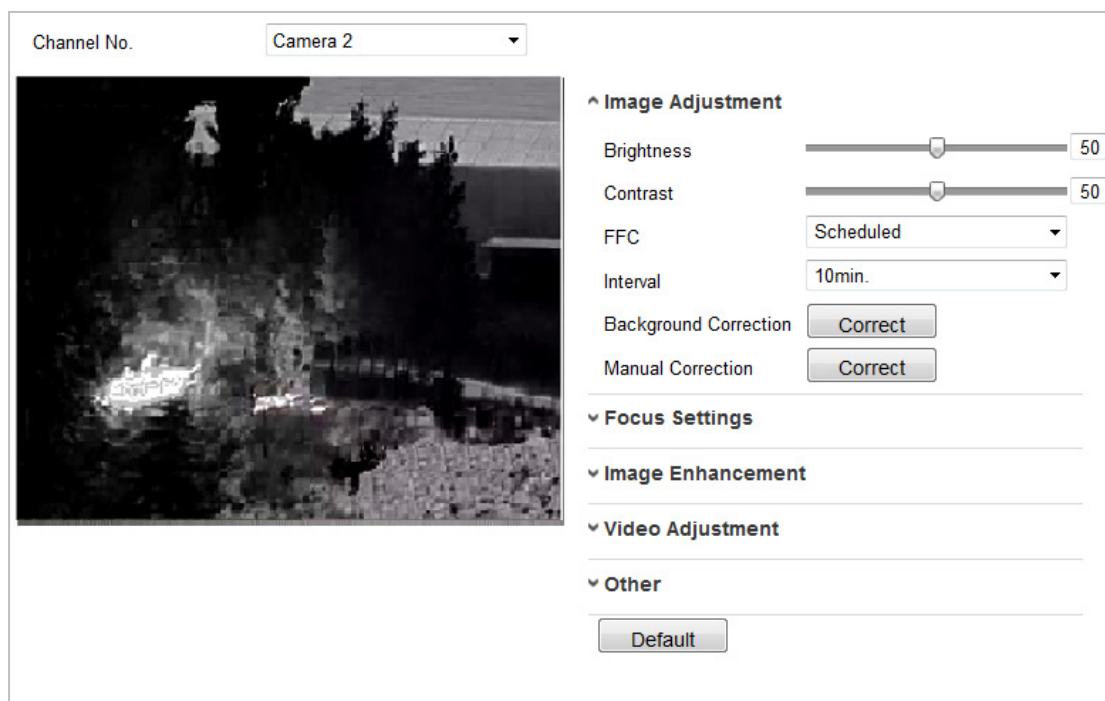 Channel No. Camera 2
Image Adjustment
Brightness 50
Contrast 50
FFC Scheduled
Interval 10min.
Background Correction Correct
Manual Correction Correct
Focus Settings
Image Enhancement
Video Adjustment
Other
Default